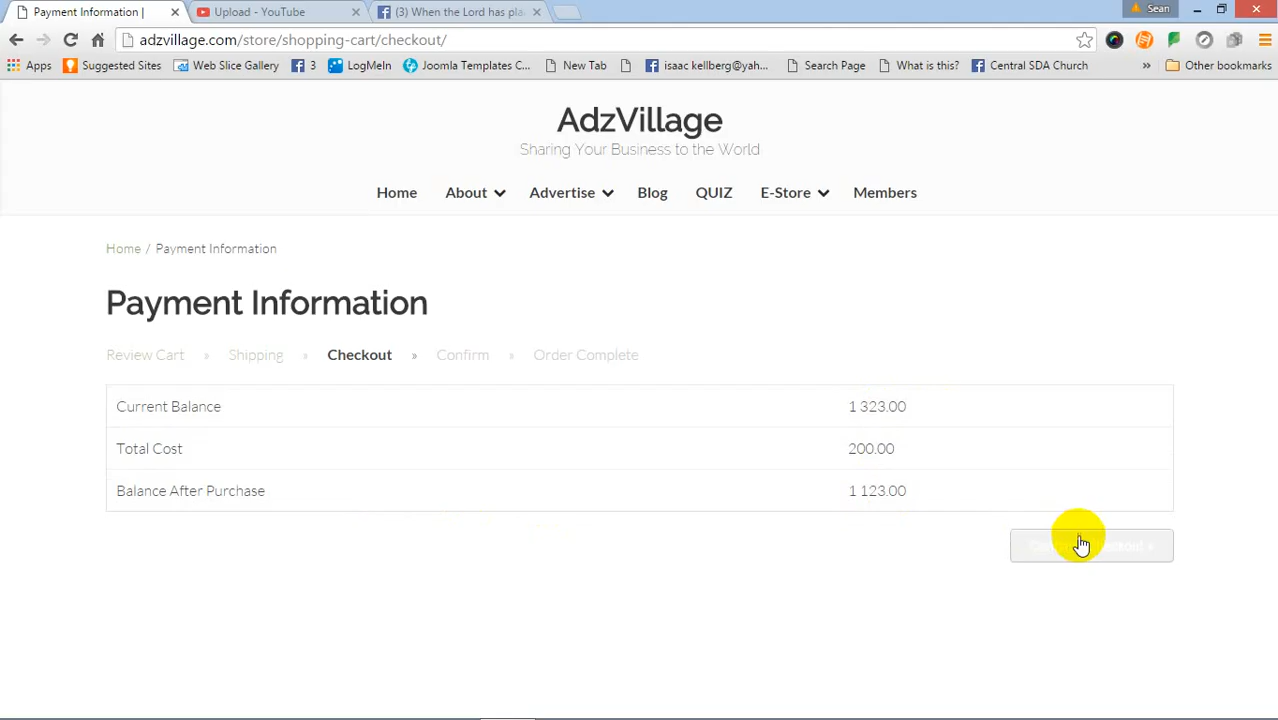 Payment Information |
Upload - YouTube
(3) When the Lord has pla
Sean
adzvillage.com/store/shopping-cart/checkout/
Apps
Suggested Sites
Web Slice Gallery
3
LogMeIn
Joomla Templates C...
New Tab
isaac kellberg@yah...
Search Page
What is this?
Central SDA Church
»
Other bookmarks
AdzVillage
Sharing Your Business to the World
Home About Advertise Blog QUIZ E-Store Members
Home / Payment Information
Payment Information
Review Cart » Shipping » Checkout » Confirm » Order Complete
Current Balance 1 323.00
Total Cost 200.00
Balance After Purchase 1 123.00